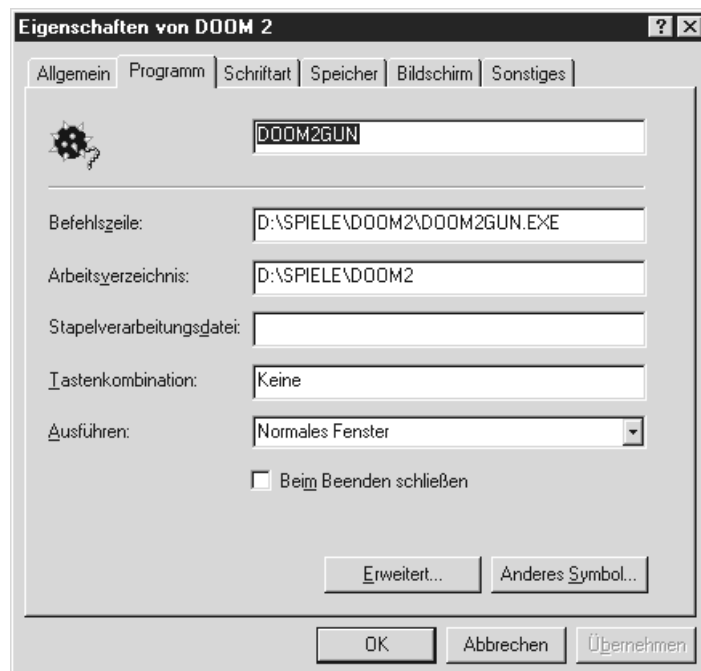 Eigenschaften von DOOM 2
Allgemein Programm Schriftart Speicher Bildschirm Sonstiges
DOOM2GUN
Befehlszeile: D:\SPIELE\DOOM2\DOOM2GUN.EXE
Arbeitsverzeichnis: D:\SPIELE\DOOM2
Stapelverarbeitungsdatei:
Tastenkombination: Keine
Ausführen: Normales Fenster
Beim Beenden schließen
Erweitert... Anderes Symbol...
OK Abbrechen Übernehmen